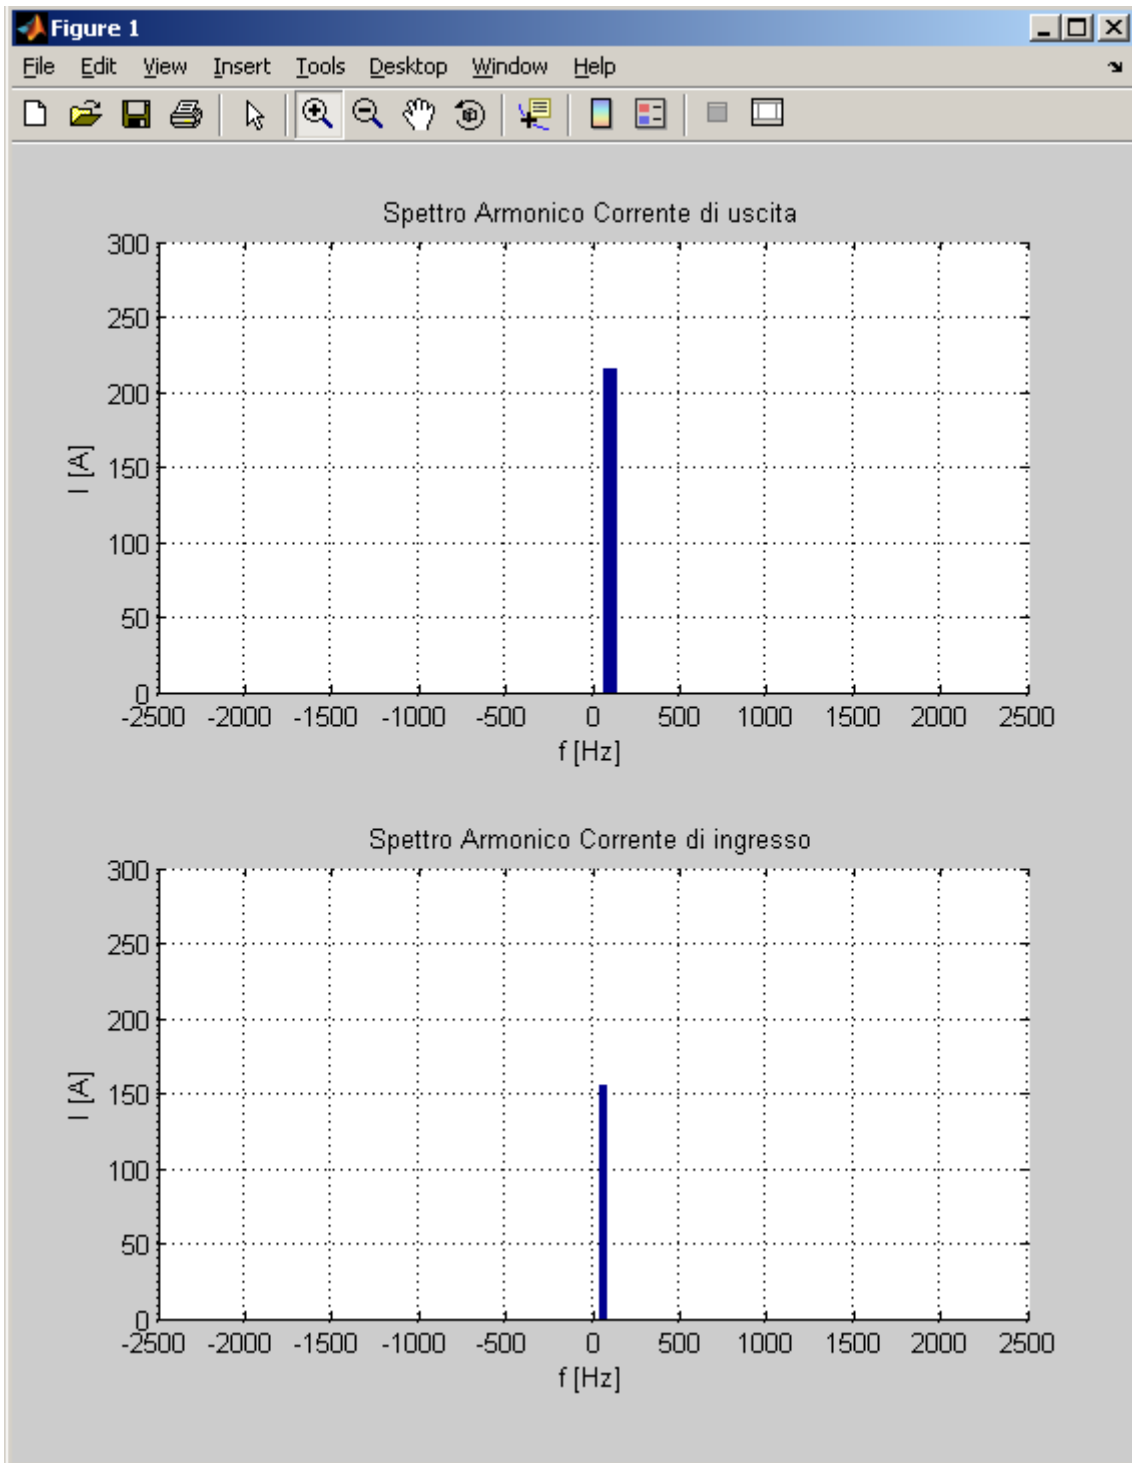 Figure 1
File Edit View Insert Tools Desktop Window Help
Spettro Armonico Corrente di uscita
300
250
200
150
100
50
0
I [A]
-2500 -2000 -1500 -1000 -500 0 500 1000 1500 2000 2500
f [Hz]
Spettro Armonico Corrente di ingresso
300
250
200
150
100
50
0
I [A]
-2500 -2000 -1500 -1000 -500 0 500 1000 1500 2000 2500
f [Hz]